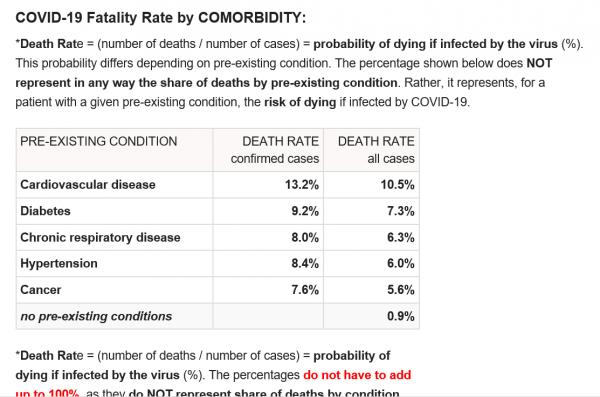 COVID-19 Fatality Rate by COMORBIDITY:
*Death Rate = (number of deaths / number of cases) = probability of dying if infected by the virus (%).
This probability differs depending on pre-existing condition. The percentage shown below does NOT
represent in any way the share of deaths by pre-existing condition. Rather, it represents, for a
patient with a given pre-existing condition, the risk of dying if infected by COVID-19.
PRE-EXISTING CONDITION DEATH RATE DEATH RATE
confirmed cases all cases
Cardiovascular disease 13.2% 10.5%
Diabetes 9.2% 7.3%
Chronic respiratory disease 8.0% 6.3%
Hypertension 8.4% 6.0%
Cancer 7.6% 5.6%
no pre-existing conditions 0.9%
*Death Rate = (number of deaths / number of cases) = probability of
dying if infected by the virus (%). The percentages do not have to add
up to 100%, as they do NOT represent share of deaths by condition